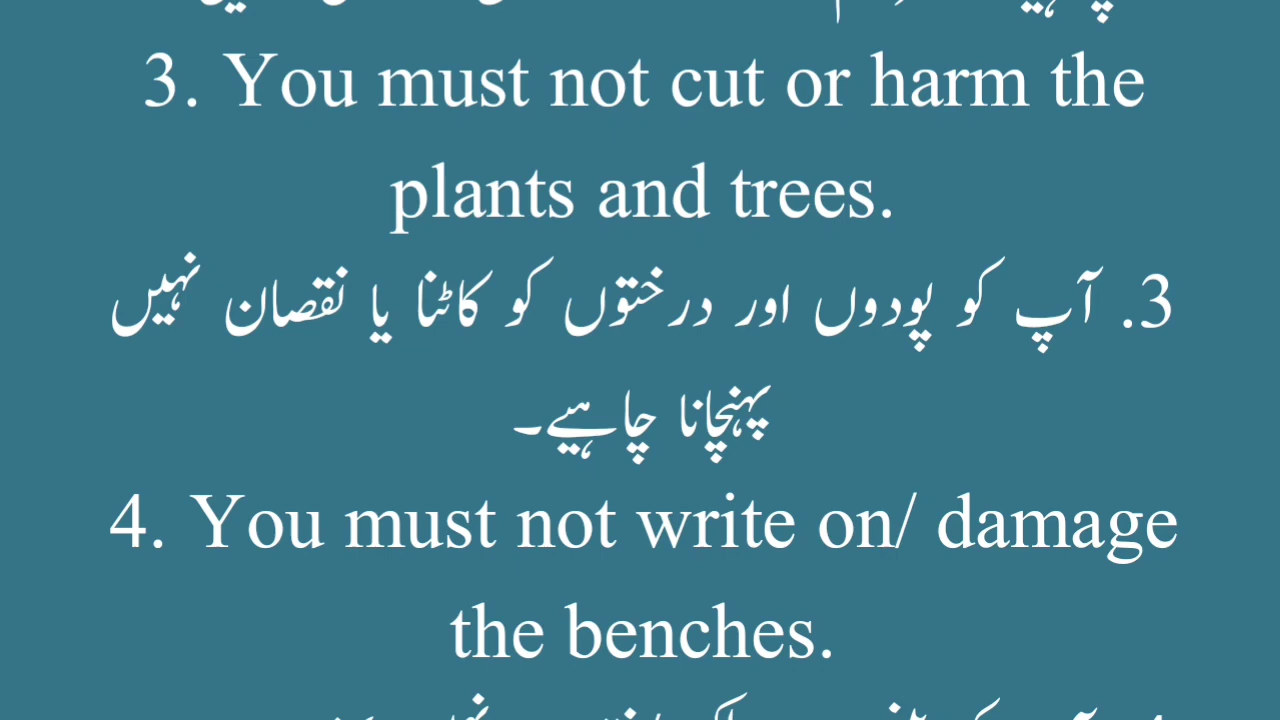 3. You must not cut or harm the
plants and trees.
3. آپ کو پودوں اور درختوں کو کاٹنا یا نقصان نہیں
پہنچانا چاہیے۔
4. You must not write on/ damage
the benches.